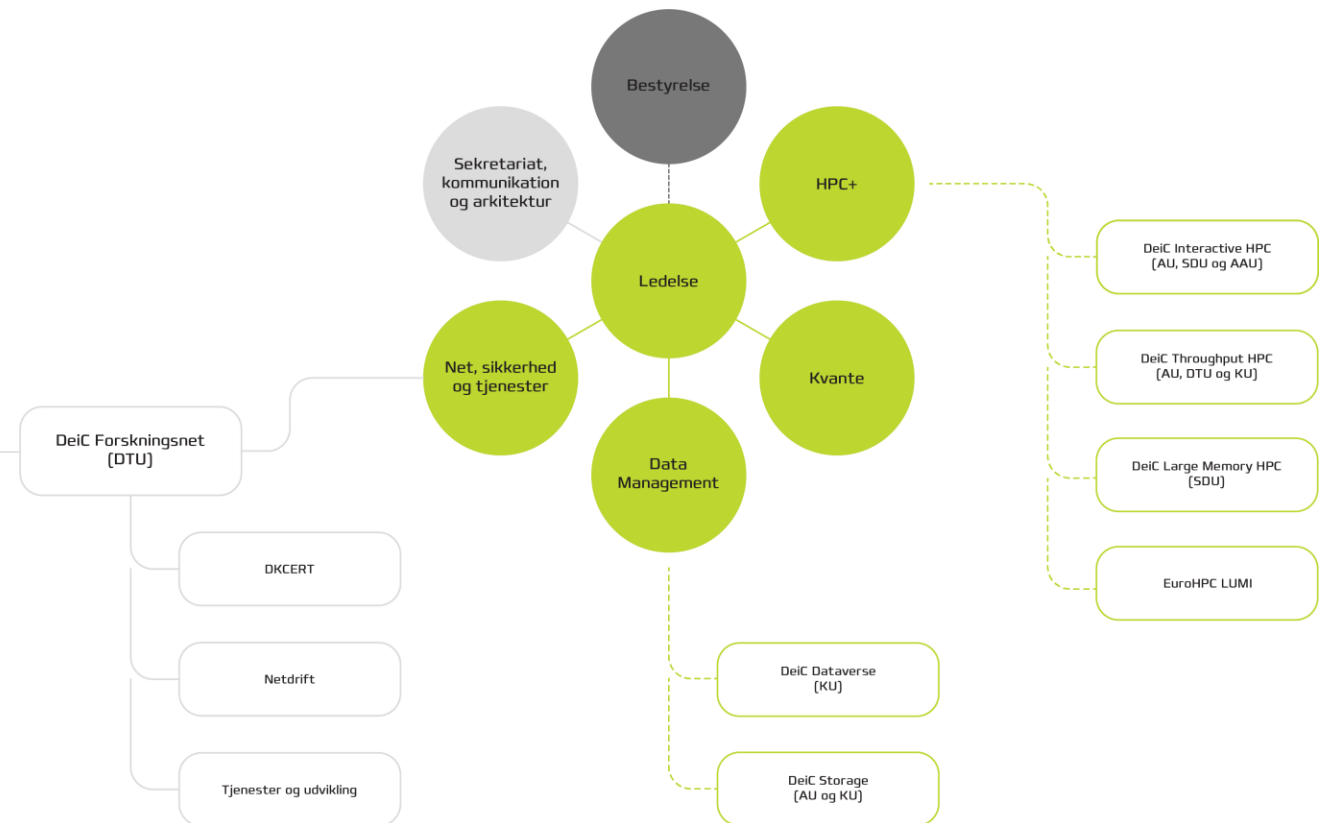 Bestyrelse
Sekretariat,
kommunikation
og arkitektur
HPC+
Ledelse
Net, sikkerhed
og tjenester
Kvante
Data
Management
DeiC Interactive HPC
(AU, SDU og AAU)
DeiC Throughput HPC
(AU, DTU og KU)
DeiC Large Memory HPC
(SDU)
EuroHPC LUMI
DeiC Forskningsnet
(DTU)
DKCERT
Netdrift
Tjenester og udvikling
DeiC Dataverse
(KU)
DeiC Storage
(AU og KU)